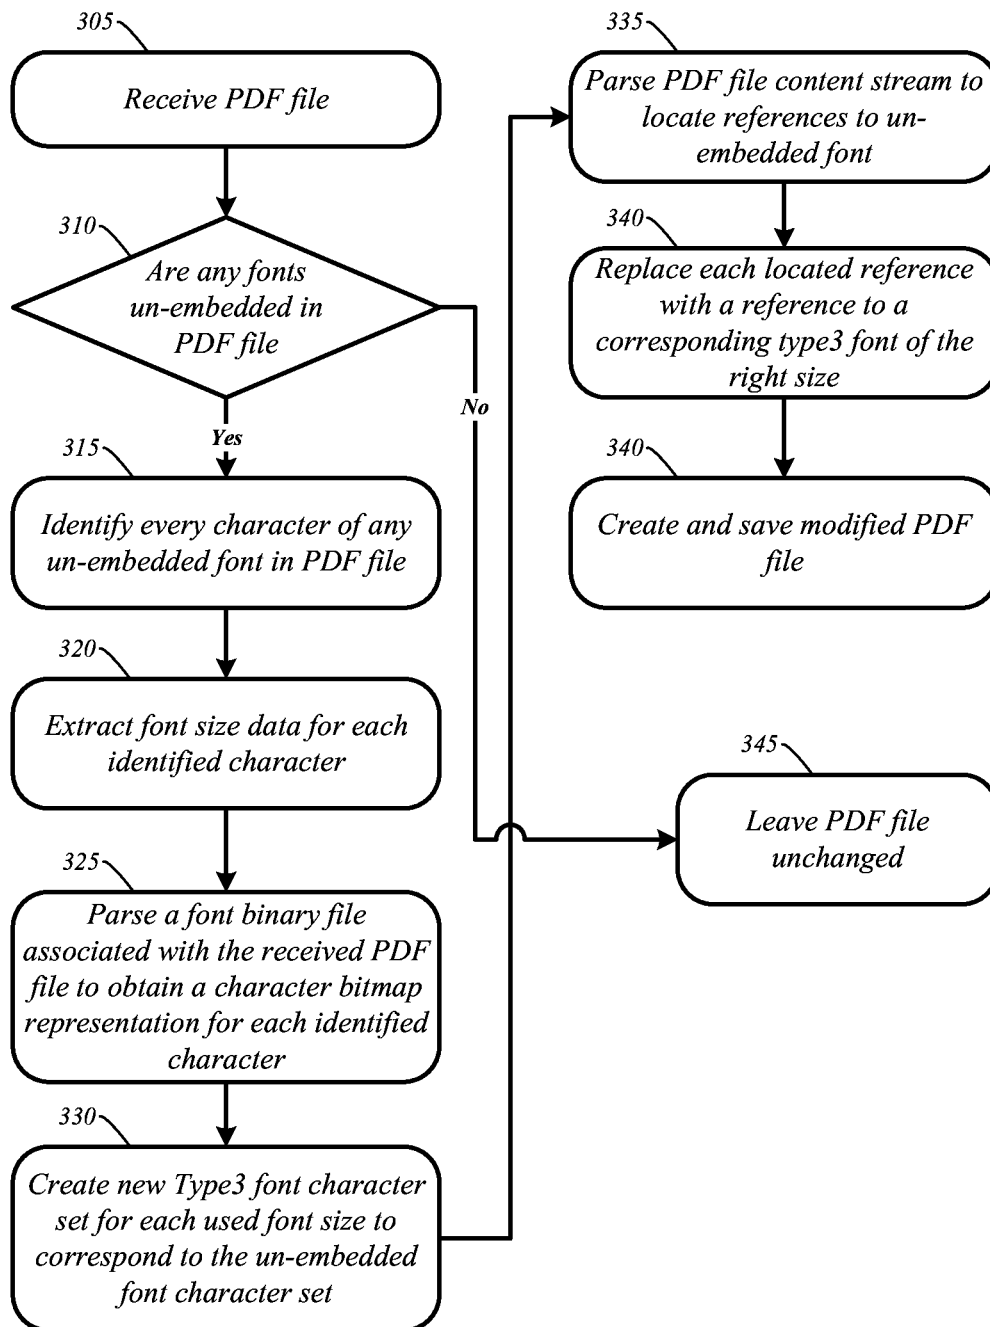 305
Receive PDF file
310
Are any fonts
un-embedded in
PDF file
No
Yes
315
Identify every character of any
un-embedded font in PDF file
320
Extract font size data for each
identified character
325
Parse a font binary file
associated with the received PDF
file to obtain a character bitmap
representation for each identified
character
330
Create new Type3 font character
set for each used font size to
correspond to the un-embedded
font character set
335
Parse PDF file content stream to
locate references to un-
embedded font
340
Replace each located reference
with a reference to a
corresponding type3 font of the
right size
340
Create and save modified PDF
file
345
Leave PDF file
unchanged